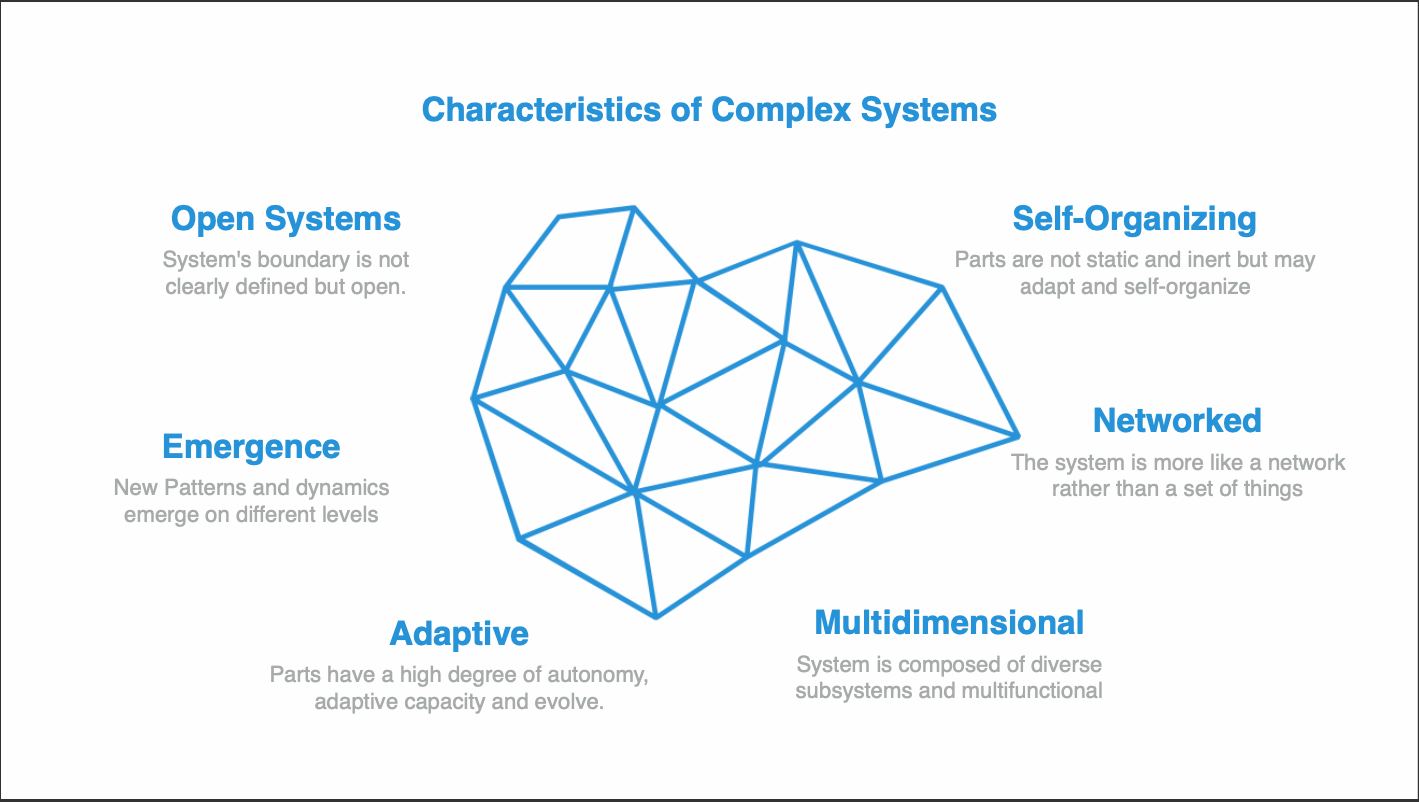 Characteristics of Complex Systems
Open Systems
System's boundary is not
clearly defined but open.
Self-Organizing
Parts are not static and inert but may
adapt and self-organize
Emergence
New Patterns and dynamics
emerge on different levels
Networked
The system is more like a network
rather than a set of things
Adaptive
Parts have a high degree of autonomy,
adaptive capacity and evolve.
Multidimensional
System is composed of diverse
subsystems and multifunctional